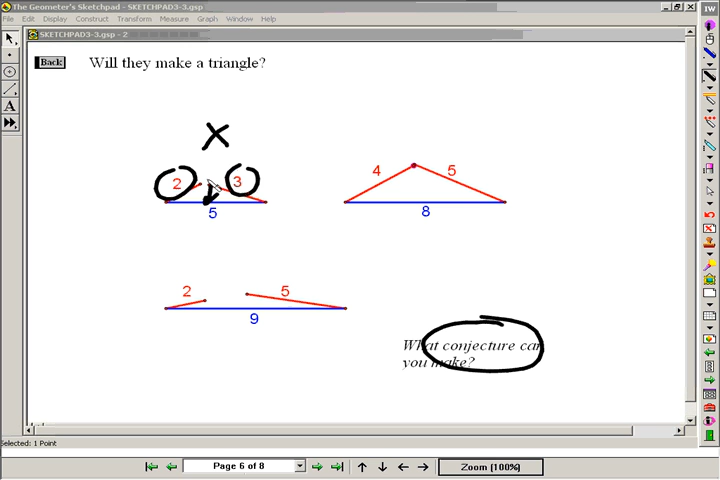 The Geometer's Sketchpad - SKETCHPAD3-3.gsp
IW
File Edit Display Construct Transform Measure Graph Window Help
SKETCHPAD3-3.gsp - 2
Back
Will they make a triangle?
X
2 3
5
4 5
8
2 5
9
What conjecture can
you make?
A
Selected: 1 Point
Page 6 of 8
Zoom (100%)